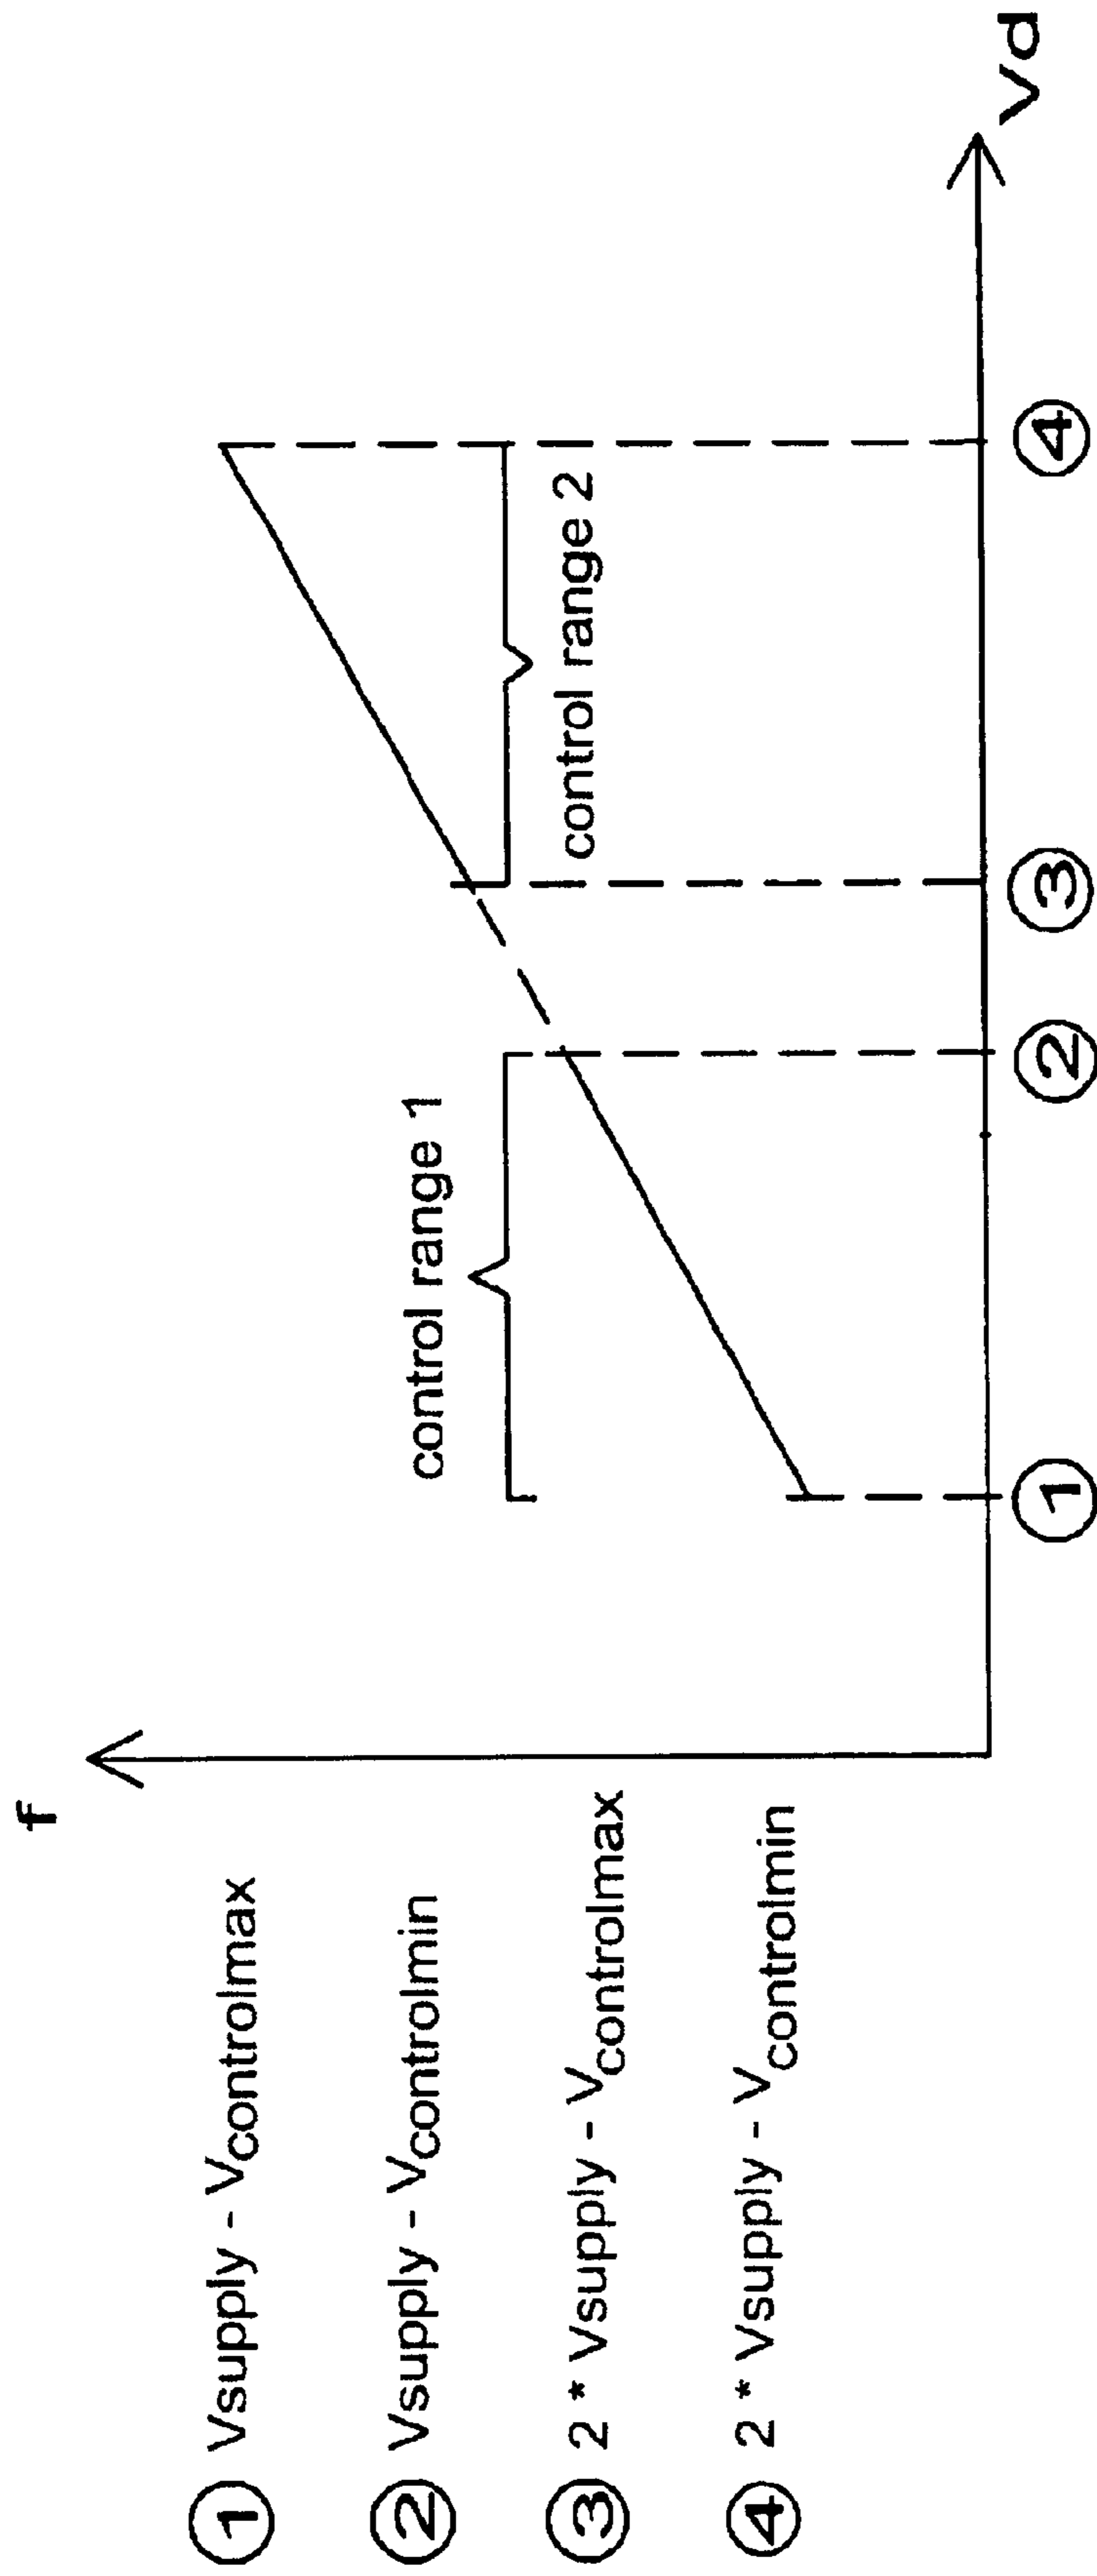 f
① Vsupply - Vcontrolmax
② Vsupply - Vcontrolmin
③ 2 * Vsupply - Vcontrolmax
④ 2 * Vsupply - Vcontrolmin
control range 1
control range 2
① ② ③ ④
Vd